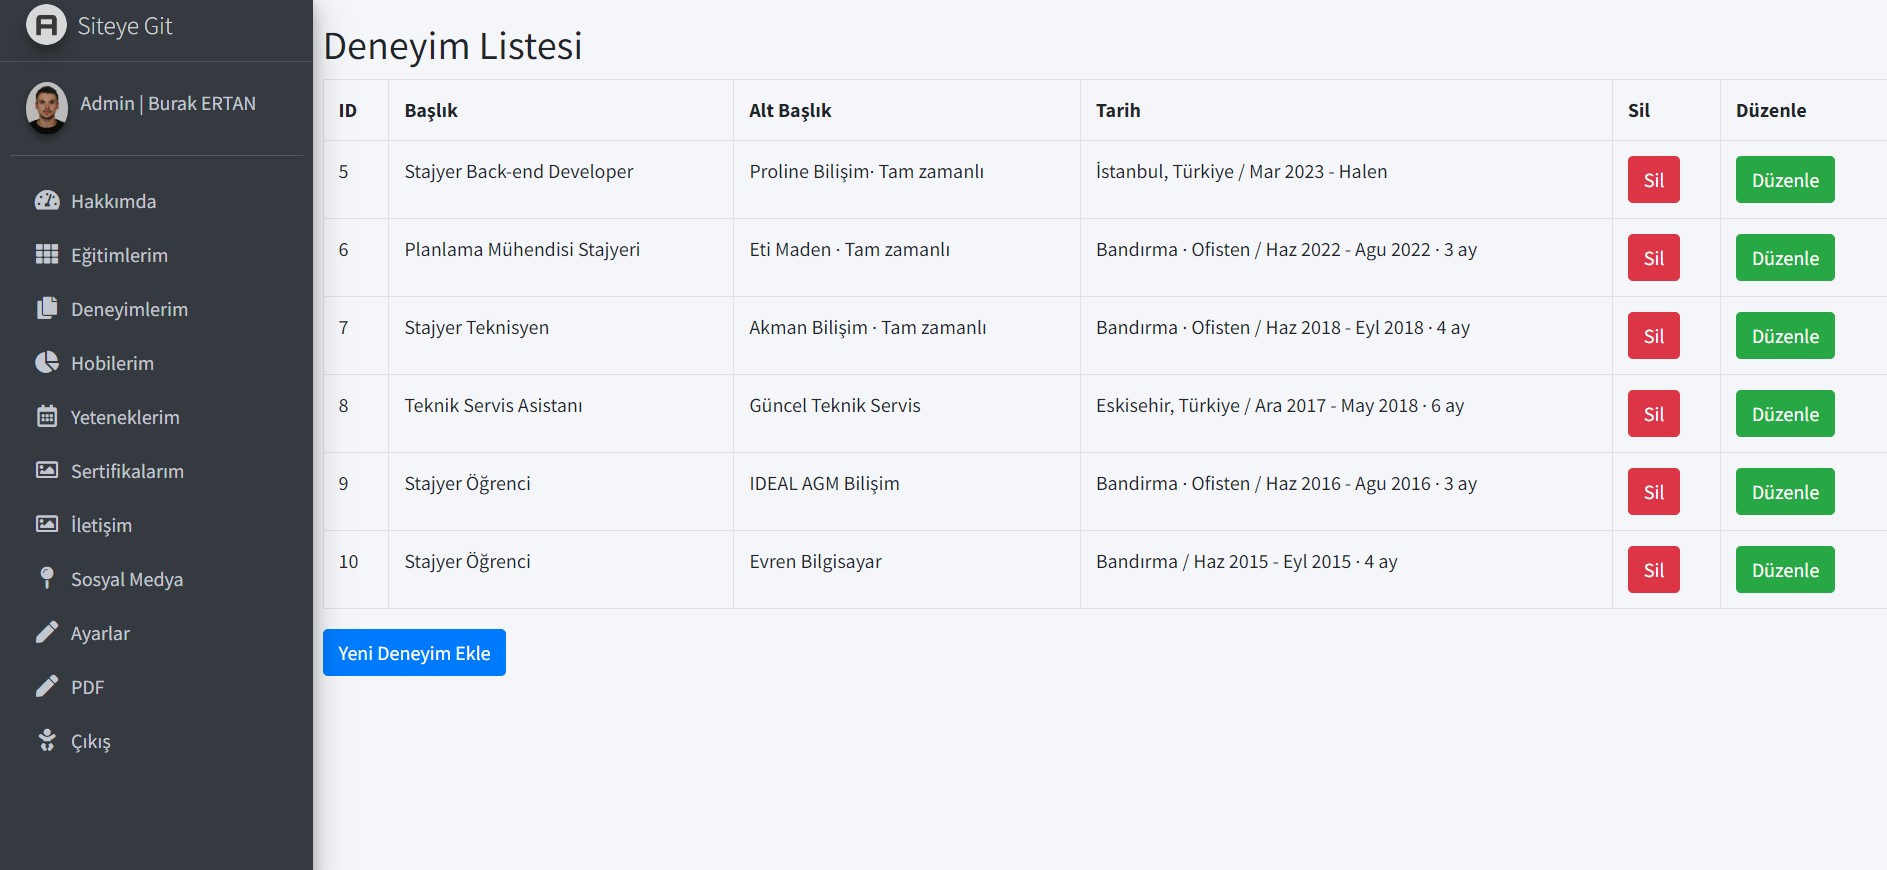 Siteye Git
Admin | Burak ERTAN
Hakkımda
Eğitimlerim
Deneyimlerim
Hobilerim
Yeteneklerim
Sertifikalarım
İletişim
Sosyal Medya
Ayarlar
PDF
Çıkış
Deneyim Listesi
ID Başlık Alt Başlık Tarih Sil Düzenle
5 Stajyer Back-end Developer Proline Bilişim· Tam zamanlı İstanbul, Türkiye / Mar 2023 - Halen Sil Düzenle
6 Planlama Mühendisi Stajyeri Eti Maden · Tam zamanlı Bandırma · Ofisten / Haz 2022 - Agu 2022 · 3 ay Sil Düzenle
7 Stajyer Teknisyen Akman Bilişim · Tam zamanlı Bandırma · Ofisten / Haz 2018 - Eyl 2018 · 4 ay Sil Düzenle
8 Teknik Servis Asistanı Güncel Teknik Servis Eskisehir, Türkiye / Ara 2017 - May 2018 · 6 ay Sil Düzenle
9 Stajyer Öğrenci IDEAL AGM Bilişim Bandirma · Ofisten / Haz 2016 - Agu 2016 · 3 ay Sil Düzenle
10 Stajyer Öğrenci Evren Bilgisayar Bandırma / Haz 2015 - Eyl 2015 · 4 ay Sil Düzenle
Yeni Deneyim Ekle